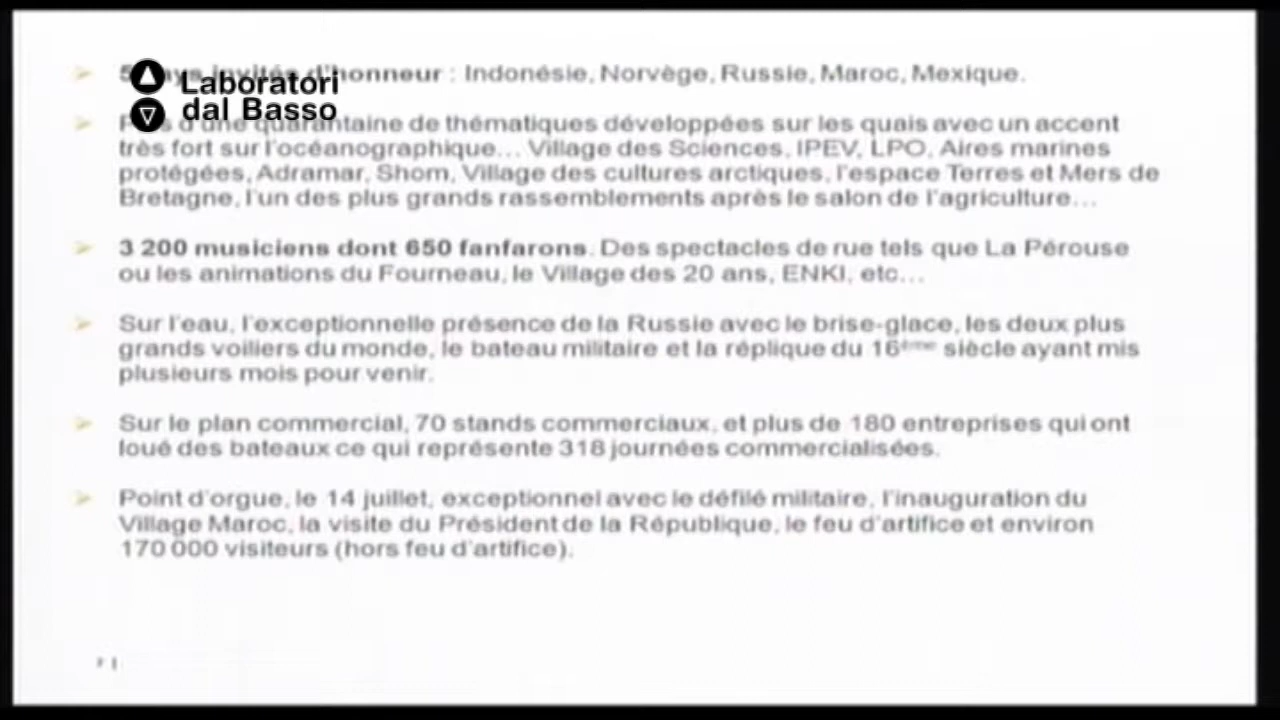 Laboratori
dal Basso
d'honneur : Indonésie, Norvège, Russie, Maroc, Mexique.
d'une quarantaine de thématiques développées sur les quais avec un accent
très fort sur l'océanographique… Village des Sciences, IPEV, LPO, Aires marines
protégées, Adramar, Shom, Village des cultures arctiques, l'espace Terres et Mers de
Bretagne, l'un des plus grands rassemblements après le salon de l'agriculture…
3 200 musiciens dont 650 fanfarons. Des spectacles de rue tels que La Pérouse
ou les animations du Fourneau, le Village des 20 ans, ENKI, etc…
Sur l'eau, l'exceptionnelle présence de la Russie avec le brise-glace, les deux plus
grands voiliers du monde, le bateau militaire et la réplique du 16ème siècle ayant mis
plusieurs mois pour venir.
Sur le plan commercial, 70 stands commerciaux, et plus de 180 entreprises qui ont
loué des bateaux ce qui représente 318 journées commercialisées.
Point d'orgue, le 14 juillet, exceptionnel avec le défilé militaire, l'inauguration du
Village Maroc, la visite du Président de la République, le feu d'artifice et environ
170 000 visiteurs (hors feu d'artifice).